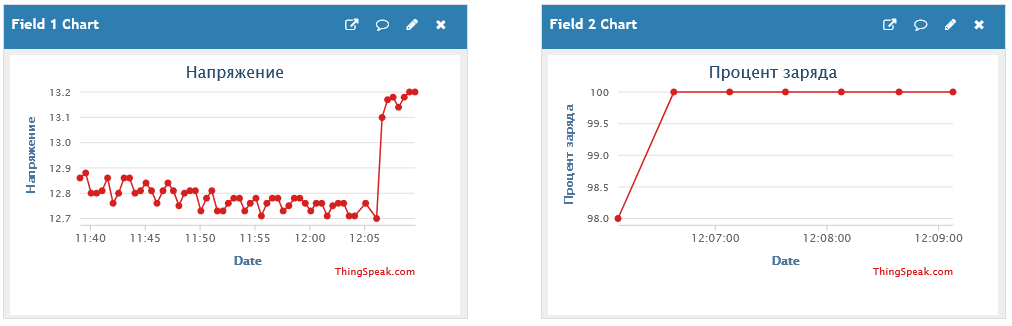 Field 1 Chart
Напряжение
Напряжение
13.2
13.1
13.0
12.9
12.8
12.7
11:40 11:45 11:50 11:55 12:00 12:05
Date
ThingSpeak.com
Field 2 Chart
Процент заряда
Процент заряда
100
99.5
99.0
98.5
98.0
12:07:00 12:08:00 12:09:00
Date
ThingSpeak.com